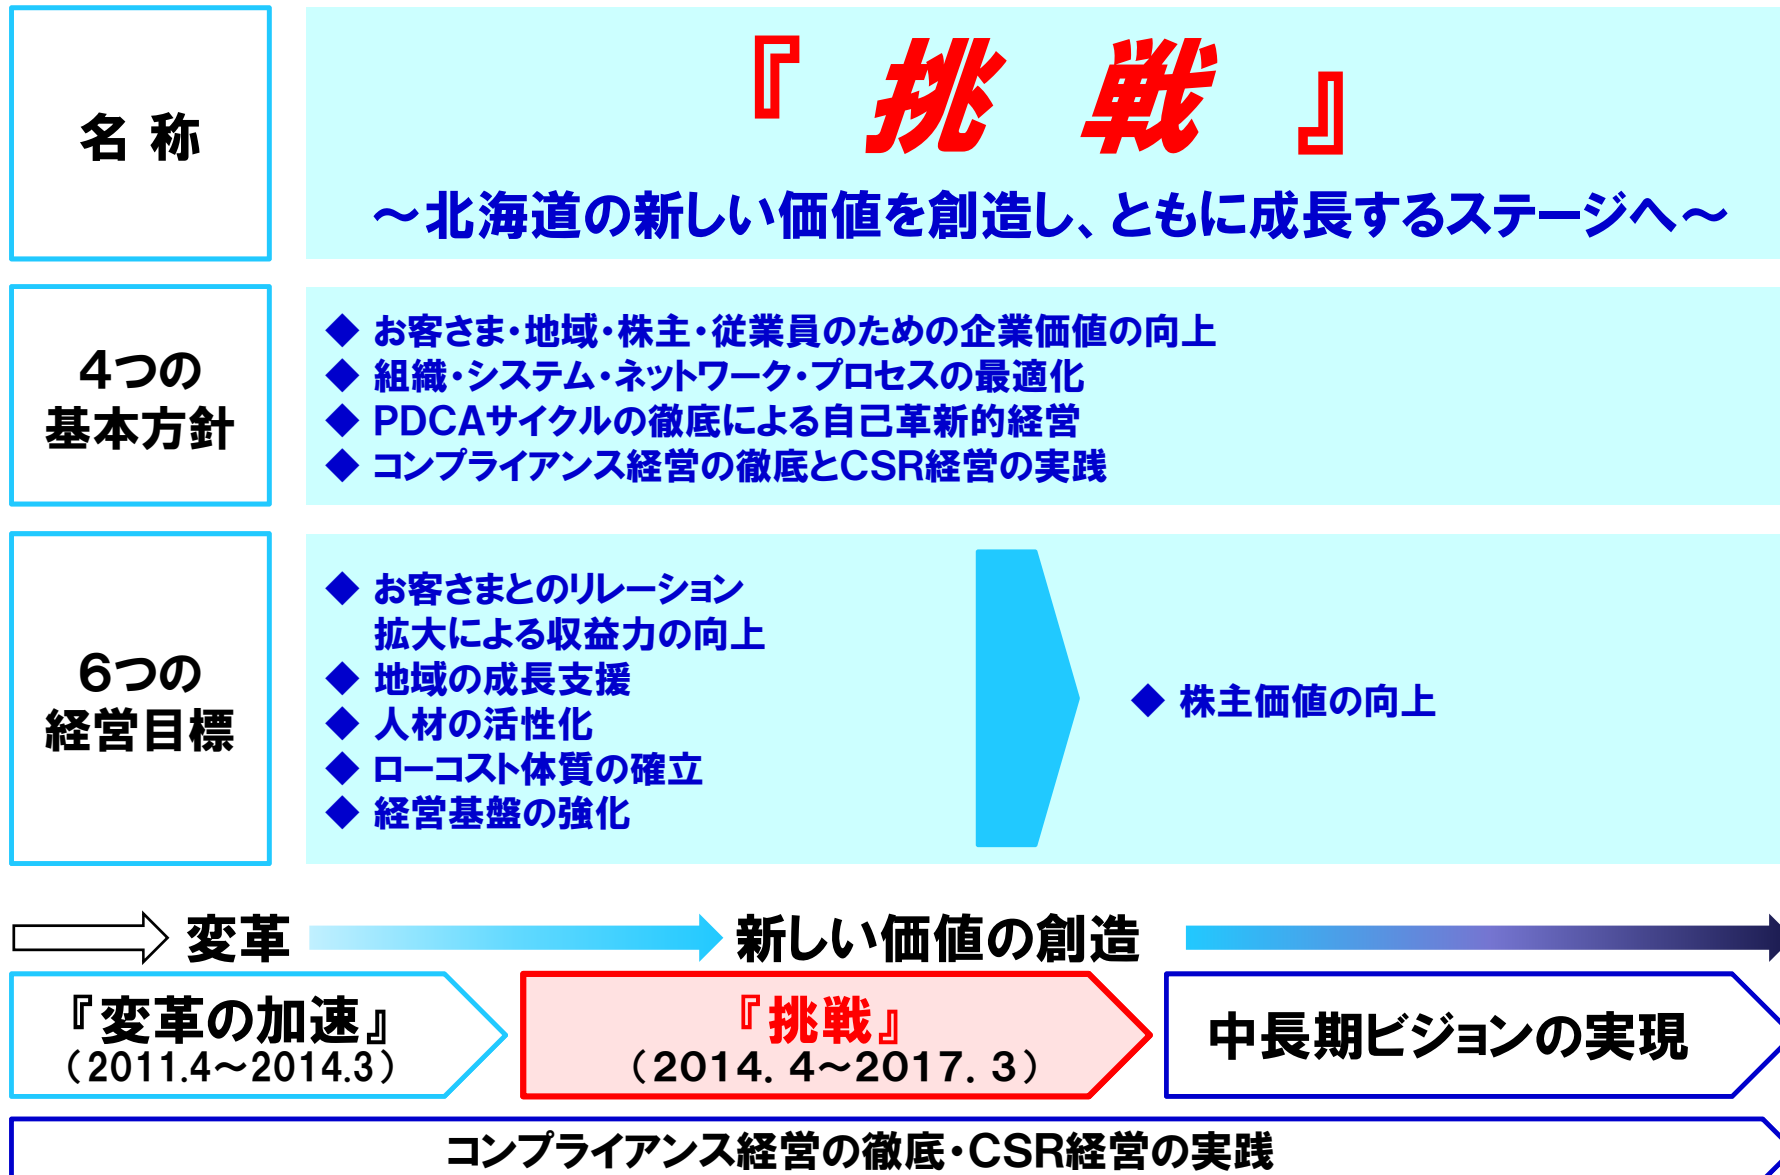 名 称
『 挑 戦 』
～北海道の新しい価値を創造し、ともに成長するステージへ～
4つの
基本方針
◆ お客さま・地域・株主・従業員のための企業価値の向上
◆ 組織・システム・ネットワーク・プロセスの最適化
◆ PDCAサイクルの徹底による自己革新的経営
◆ コンプライアンス経営の徹底とCSR経営の実践
6つの
経営目標
◆ お客さまとのリレーション
拡大による収益力の向上
◆ 地域の成長支援
◆ 人材の活性化
◆ ローコスト体質の確立
◆ 経営基盤の強化
◆ 株主価値の向上
変革
新しい価値の創造
『変革の加速』
（2011.4～2014.3）
『挑戦』
（2014. 4～2017. 3）
中長期ビジョンの実現
コンプライアンス経営の徹底・CSR経営の実践